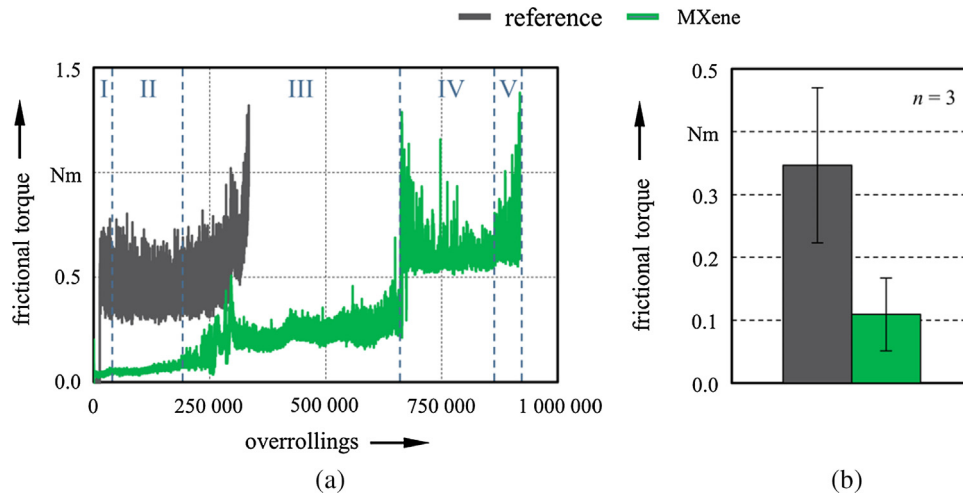 reference MXene
1.5
Nm
0.5
0.0
frictional torque
I II III IV V
0 250 000 500 000 750 000 1 000 000
overrollings
(a)
0.5
Nm
0.3
0.2
0.1
0.0
frictional torque
n = 3
(b)